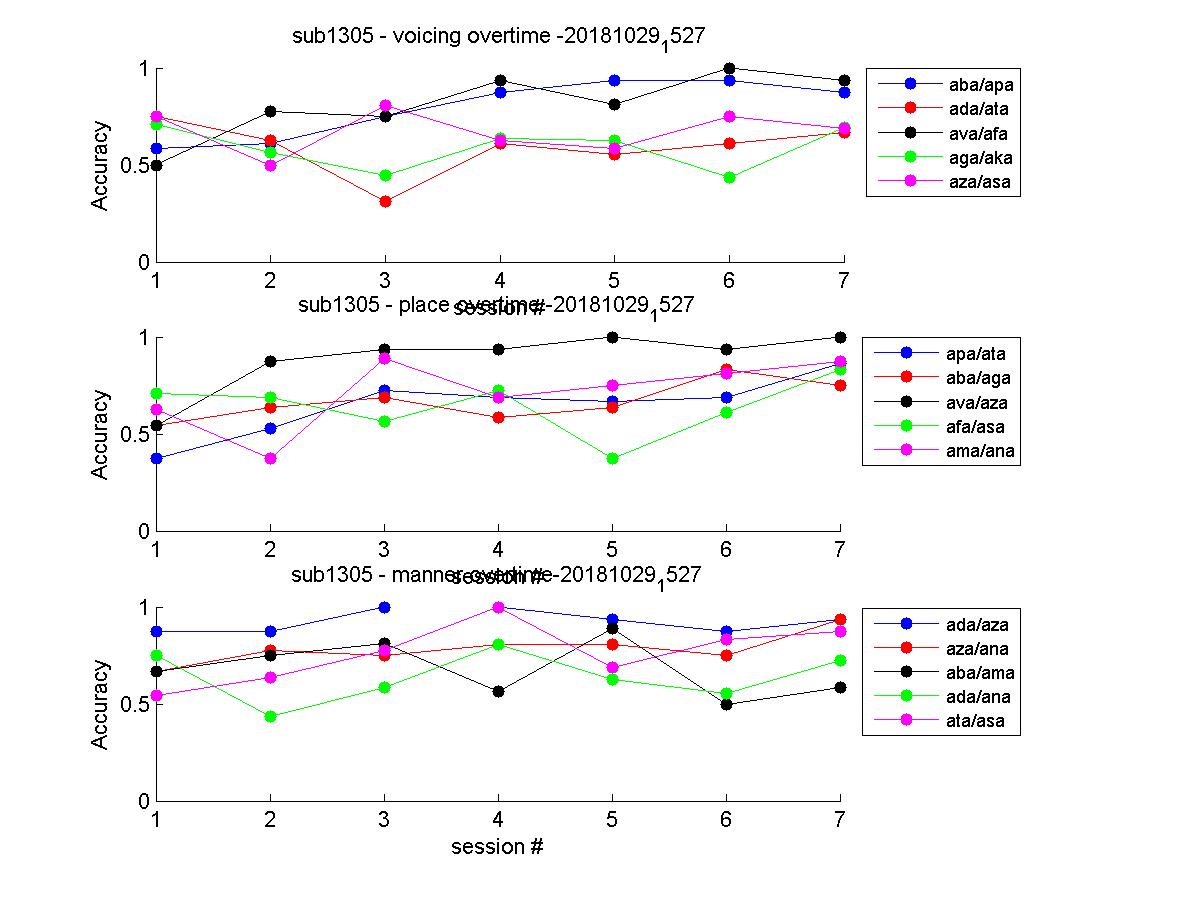 sub1305 - voicing overtime -20181029₁527
1
0.5
0
Accuracy
1 2 3 4 5 6 7
session #
aba/apa
ada/ata
ava/afa
aga/aka
aza/asa
sub1305 - place overtime -20181029₁527
1
0.5
0
Accuracy
1 2 3 4 5 6 7
session #
apa/ata
aba/aga
ava/aza
afa/asa
ama/ana
sub1305 - manner overtime -20181029₁527
1
0.5
0
Accuracy
1 2 3 4 5 6 7
session #
ada/aza
aza/ana
aba/ama
ada/ana
ata/asa